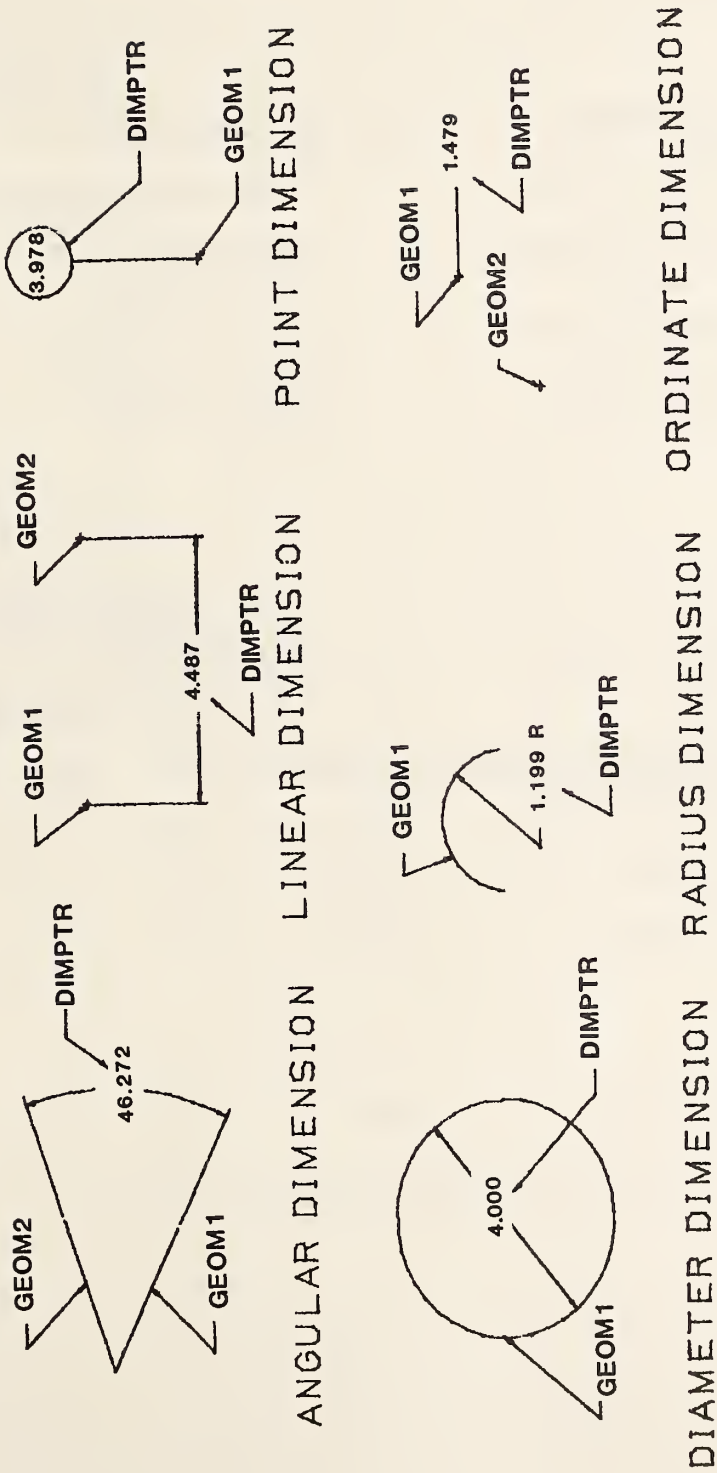 GEOM2
DIMPTR
46.272
GEOM1
ANGULAR DIMENSION
GEOM1
GEOM2
4.487
DIMPTR
LINEAR DIMENSION
3.978
DIMPTR
GEOM1
POINT DIMENSION
4.000
DIMPTR
GEOM1
DIAMETER DIMENSION
GEOM1
1.199 R
DIMPTR
RADIUS DIMENSION
GEOM1
1.479
GEOM2
DIMPTR
ORDINATE DIMENSION